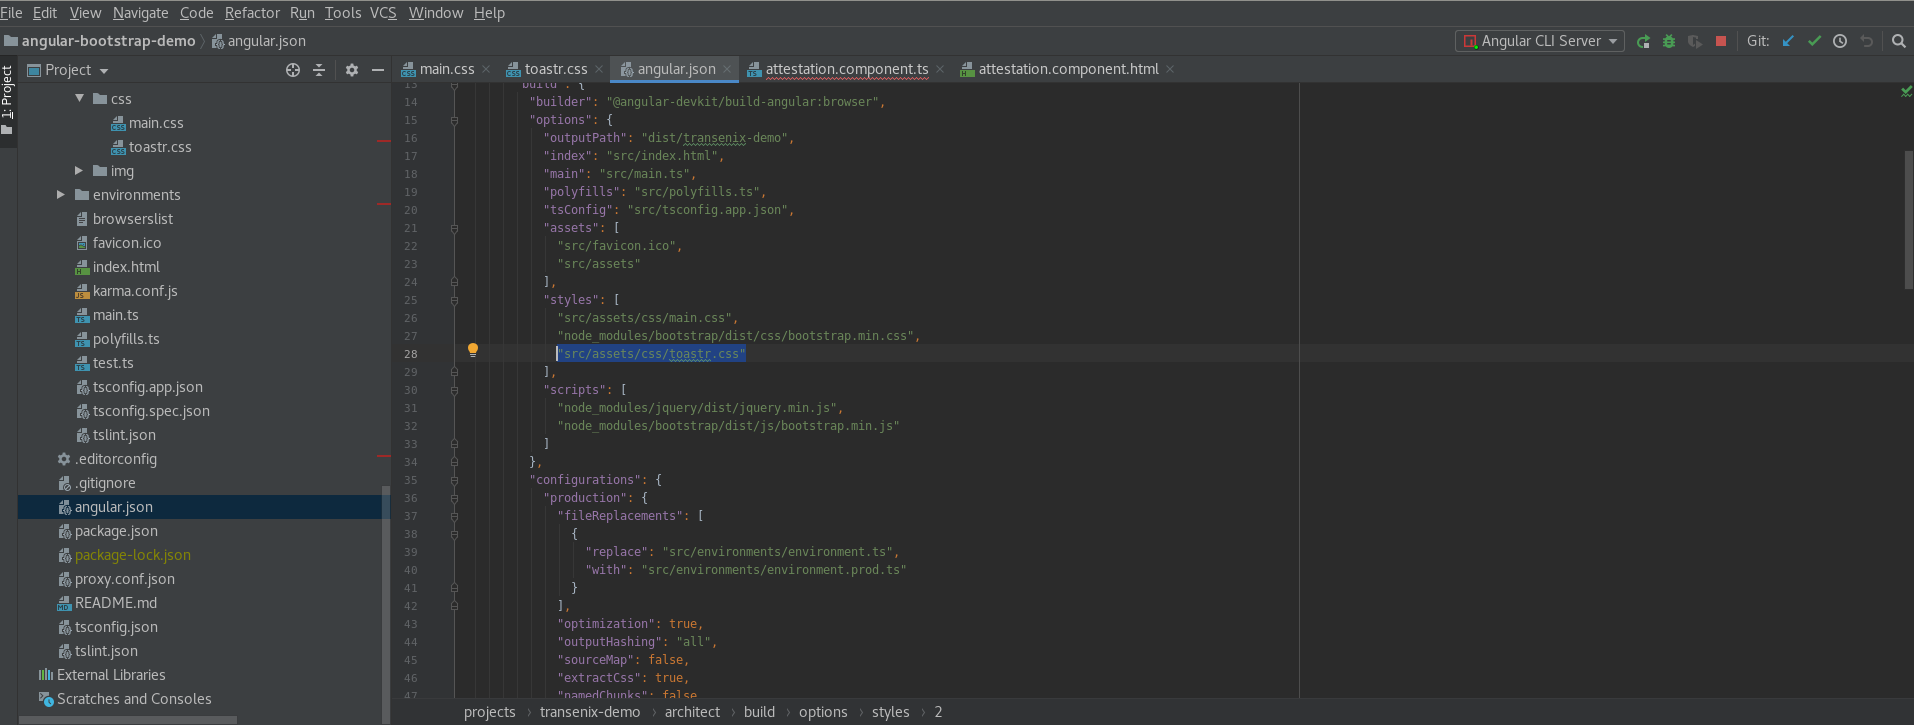 File Edit View Navigate Code Refactor Run Tools VCS Window Help
angular-bootstrap-demo angular.json Angular CLI Server Git:
1: Project
Project
css
main.css
toastr.css
img
environments
browserslist
favicon.ico
index.html
karma.conf.js
main.ts
polyfills.ts
test.ts
tsconfig.app.json
tsconfig.spec.json
tslint.json
.editorconfig
.gitignore
angular.json
package.json
package-lock.json
proxy.conf.json
README.md
tsconfig.json
tslint.json
External Libraries
Scratches and Consoles
main.css toastr.css angular.json attestation.component.ts attestation.component.html
13 "build": {
14 "builder": "@angular-devkit/build-angular:browser",
15 "options": {
16 "outputPath": "dist/transenix-demo",
17 "index": "src/index.html",
18 "main": "src/main.ts",
19 "polyfills": "src/polyfills.ts",
20 "tsConfig": "src/tsconfig.app.json",
21 "assets": [
22 "src/favicon.ico",
23 "src/assets"
24 ],
25 "styles": [
26 "src/assets/css/main.css",
27 "node_modules/bootstrap/dist/css/bootstrap.min.css",
28 "src/assets/css/toastr.css"
29 ],
30 "scripts": [
31 "node_modules/jquery/dist/jquery.min.js",
32 "node_modules/bootstrap/dist/js/bootstrap.min.js"
33 ]
34 },
35 "configurations": {
36 "production": {
37 "fileReplacements": [
38 {
39 "replace": "src/environments/environment.ts",
40 "with": "src/environments/environment.prod.ts"
41 }
42 ],
43 "optimization": true,
44 "outputHashing": "all",
45 "sourceMap": false,
46 "extractCss": true,
47 "namedChunks": false
projects › transenix-demo › architect › build › options › styles › 2